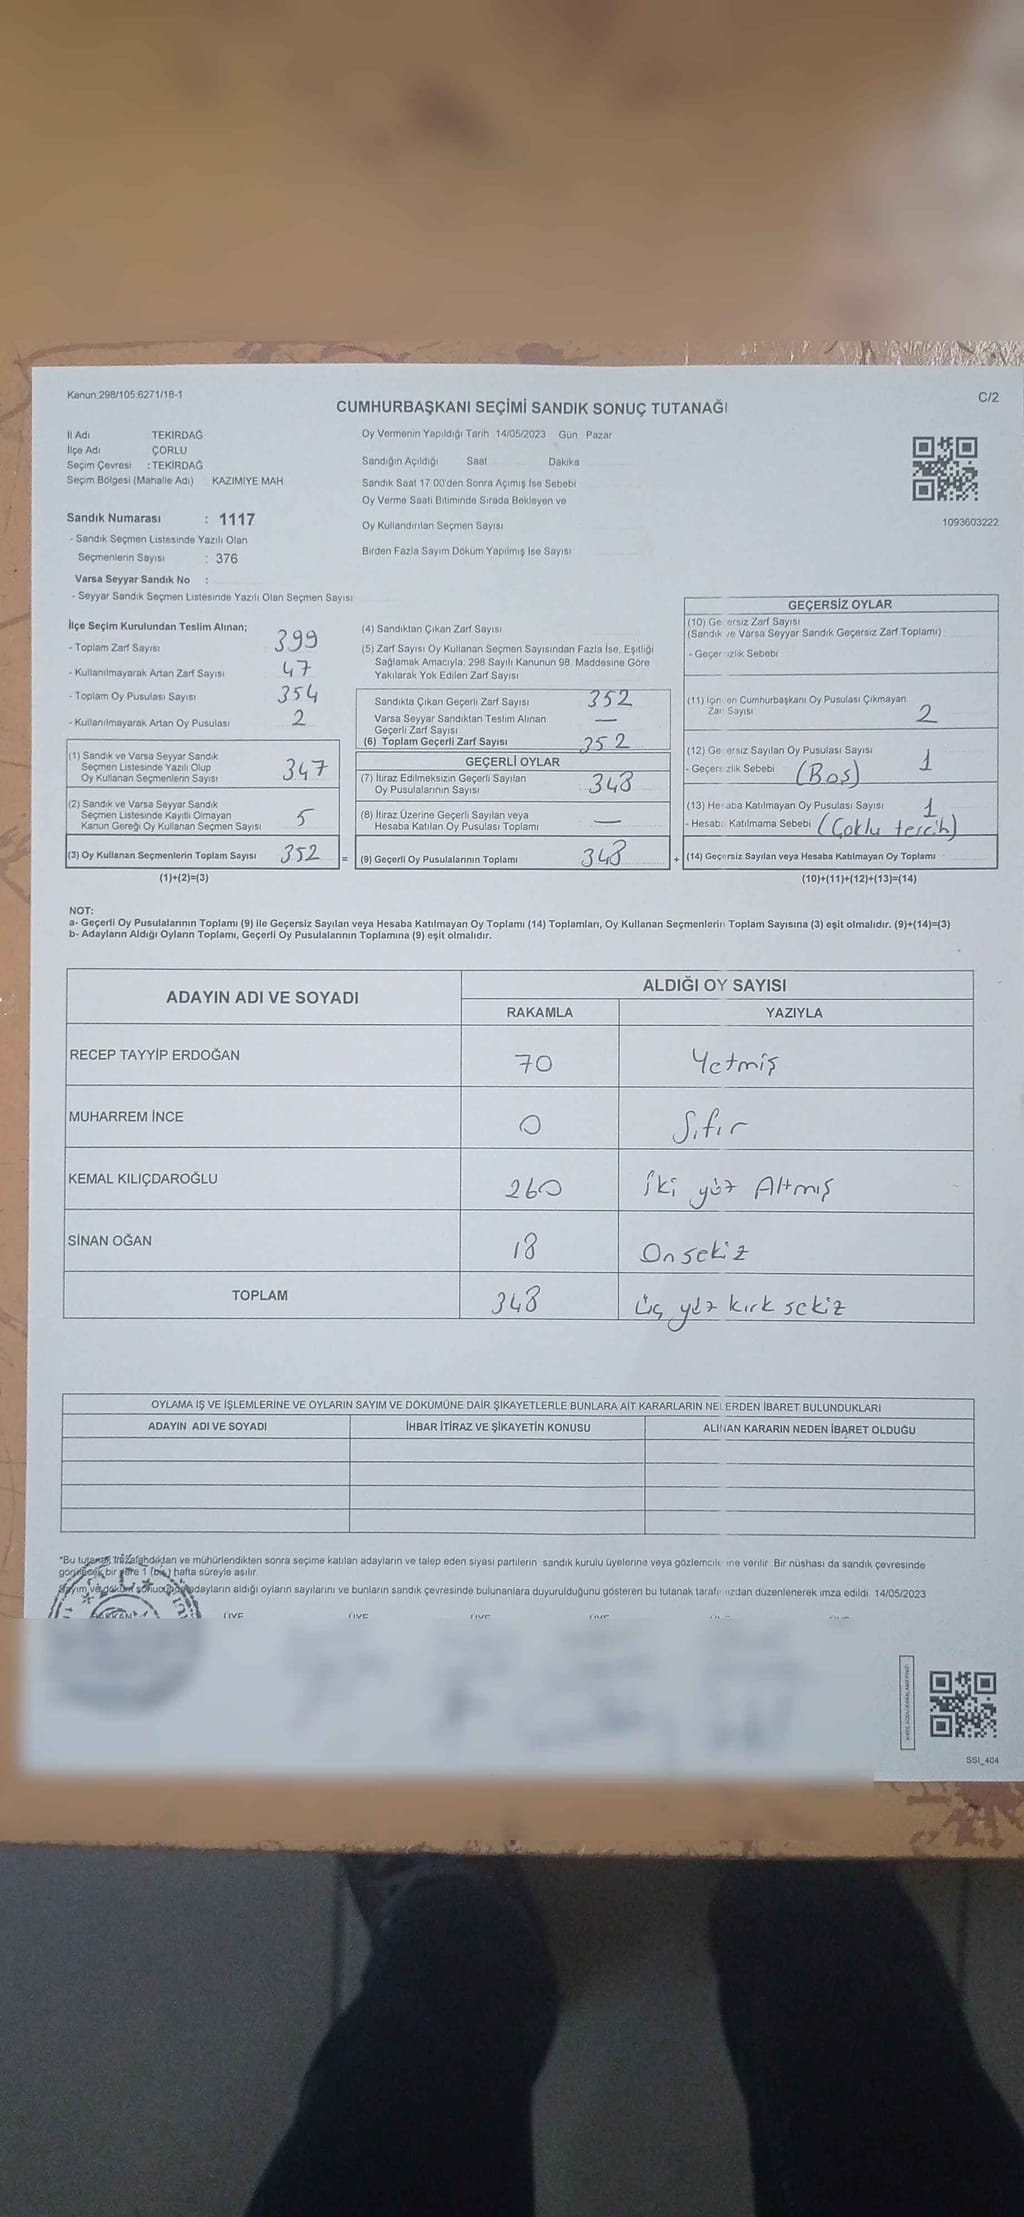 Kanun.298/105,6271/18-1
C/2
CUMHURBAŞKANI SEÇİMİ SANDIK SONUÇ TUTANAĞI
İl Adı TEKİRDAĞ
İlçe Adı ÇORLU
Seçim Çevresi : TEKİRDAĞ
Seçim Bölgesi (Mahalle Adı) KAZIMİYE MAH
Sandık Numarası : 1117
- Sandık Seçmen Listesinde Yazılı Olan
Seçmenlerin Sayısı : 376
Varsa Seyyar Sandık No :
- Seyyar Sandık Seçmen Listesinde Yazılı Olan Seçmen Sayısı
Oy Vermenin Yapıldığı Tarih 14/05/2023 Gün Pazar
Sandığın Açıldığı Saat Dakika
Sandık Saat 17 00'den Sonra Açımış İse Sebebi
Oy Verme Saati Bitiminde Sırada Bekleyen ve
Oy Kullandırılan Seçmen Sayısı
Birden Fazla Sayım Döküm Yapılmış İse Sayısı
1093603222
İlçe Seçim Kurulundan Teslim Alınan;
- Toplam Zarf Sayısı 399
- Kullanılmayarak Artan Zarf Sayısı 47
- Toplam Oy Pusulası Sayısı 354
- Kullanılmayarak Artan Oy Pusulası 2
(1) Sandık ve Varsa Seyyar Sandık
Seçmen Listesinde Yazılı Olup
Oy Kullanan Seçmenlerin Sayısı 347
(2) Sandık ve Varsa Seyyar Sandık
Seçmen Listesinde Kayıtlı Olmayan
Kanun Gereği Oy Kullanan Seçmen Sayısı 5
(3) Oy Kullanan Seçmenlerin Toplam Sayısı 352 =
(1)+(2)=(3)
(4) Sandıktan Çıkan Zarf Sayısı
(5) Zarf Sayısı Oy Kullanan Seçmen Sayısından Fazla İse, Eşitliği
Sağlamak Amacıyla; 298 Sayılı Kanunun 98. Maddesine Göre
Yakılarak Yok Edilen Zarf Sayısı
Sandıkta Çıkan Geçerli Zarf Sayısı 352
Varsa Seyyar Sandıktan Teslim Alınan
Geçerli Zarf Sayısı —
(6) Toplam Geçerli Zarf Sayısı 352
GEÇERLİ OYLAR
(7) İtiraz Edilmeksizin Geçerli Sayılan
Oy Pusulalarının Sayısı 348
(8) İtiraz Üzerine Geçerli Sayılan veya
Hesaba Katılan Oy Pusulası Toplamı —
(9) Geçerli Oy Pusulalarının Toplamı 348 +
GEÇERSİZ OYLAR
(10) Ge ersiz Zarf Sayısı
(Sandık ve Varsa Seyyar Sandık Geçersiz Zarf Toplamı)
- Geçer izlik Sebebi
(11) İçin en Cumhurbaşkanı Oy Pusulası Çıkmayan
Zarf Sayısı 2
(12) Ge ersiz Sayılan Oy Pusulası Sayısı 1
- Geçers zlik Sebebi (Boş)
(13) Hesaba Katılmayan Oy Pusulası Sayısı 1
- Hesab Katılmama Sebebi (Çoklu tercih)
(14) Geçersiz Sayılan veya Hesaba Katılmayan Oy Toplamı
(10)+(11)+(12)+(13)=(14)
NOT:
a- Geçerli Oy Pusulalarının Toplamı (9) ile Geçersiz Sayılan veya Hesaba Katılmayan Oy Toplamı (14) Toplamları, Oy Kullanan Seçmenlerin Toplam Sayısına (3) eşit olmalıdır. (9)+(14)=(3)
b- Adayların Aldığı Oyların Toplamı, Geçerli Oy Pusulalarının Toplamına (9) eşit olmalıdır.
ADAYIN ADI VE SOYADI ALDIĞI OY SAYISI
RAKAMLA YAZIYLA
RECEP TAYYİP ERDOĞAN 70 Yetmiş
MUHARREM İNCE 0 Sıfır
KEMAL KILIÇDAROĞLU 260 İki yüz Altmış
SİNAN OĞAN 18 On sekiz
TOPLAM 348 Üç yüz kırk sekiz
OYLAMA İŞ VE İŞLEMLERİNE VE OYLARIN SAYIM VE DÖKÜMÜNE DAİR ŞİKAYETLERLE BUNLARA AİT KARARLARIN NELERDEN İBARET BULUNDUKLARI
ADAYIN ADI VE SOYADI İHBAR İTİRAZ VE ŞİKAYETİN KONUSU ALINAN KARARIN NEDEN İBARET OLDUĞU
*Bu tutanak imzalandıktan ve mühürlendikten sonra seçime katılan adayların ve talep eden siyasi partilerin sandık kurulu üyelerine veya gözlemcile ine verilir Bir nüshası da sandık çevresinde
görülecek bir yere 1 (bir) hafta süreyle asılır
Sayım ve döküm sonucunda adayların aldığı oyların sayılarını ve bunların sandık çevresinde bulunanlara duyurulduğunu gösteren bu tutanak taraf ızdan düzenlenerek imza edildi 14/05/2023
ÜYE ÜYE ÜYE ÜYE
SSI_404